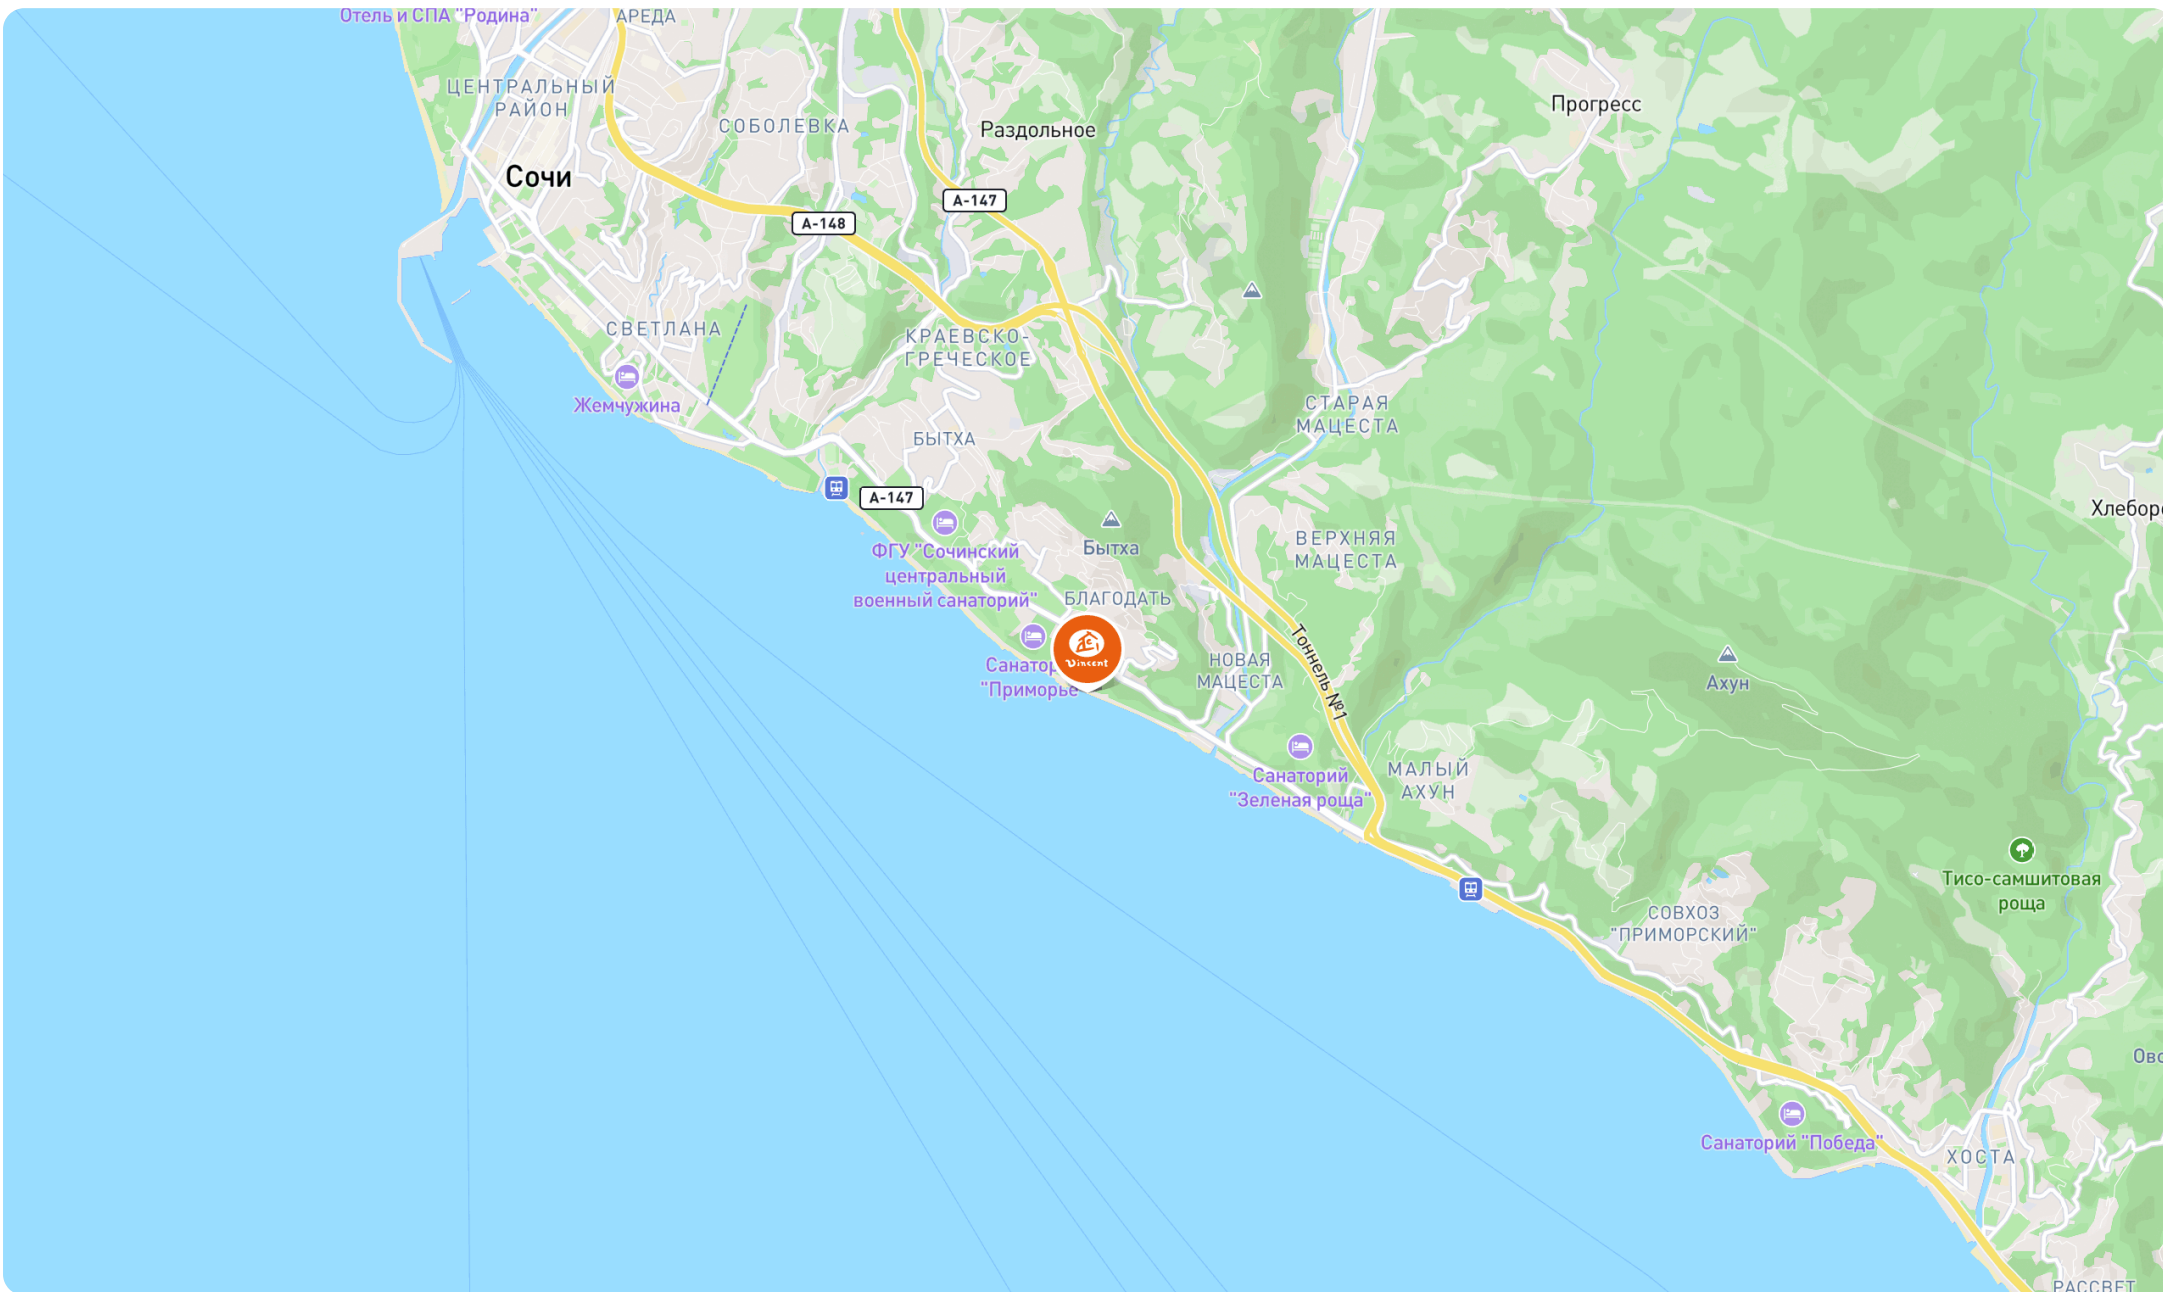 Отель и СПА "Родина"
АРЕДА
ЦЕНТРАЛЬНЫЙ
РАЙОН
СОБОЛЕВКА
Раздольное
Прогресс
Сочи
А-147
А-148
СВЕТЛАНА
КРАЕВСКО-
ГРЕЧЕСКОЕ
Жемчужина
СТАРАЯ
МАЦЕСТА
БЫТХА
А-147
Хлебор
ФГУ "Сочинский
центральный
военный санаторий"
Бытха
ВЕРХНЯЯ
МАЦЕСТА
БЛАГОДАТЬ
Vincent
Санатор
"Приморье
НОВАЯ
МАЦЕСТА
Тоннель №1
Ахун
Санаторий
"Зеленая роща"
МАЛЫЙ
АХУН
Тисо-самшитовая
роща
СОВХОЗ
"ПРИМОРСКИЙ"
Ово
Санаторий "Победа"
ХОСТА
РАССВЕТ